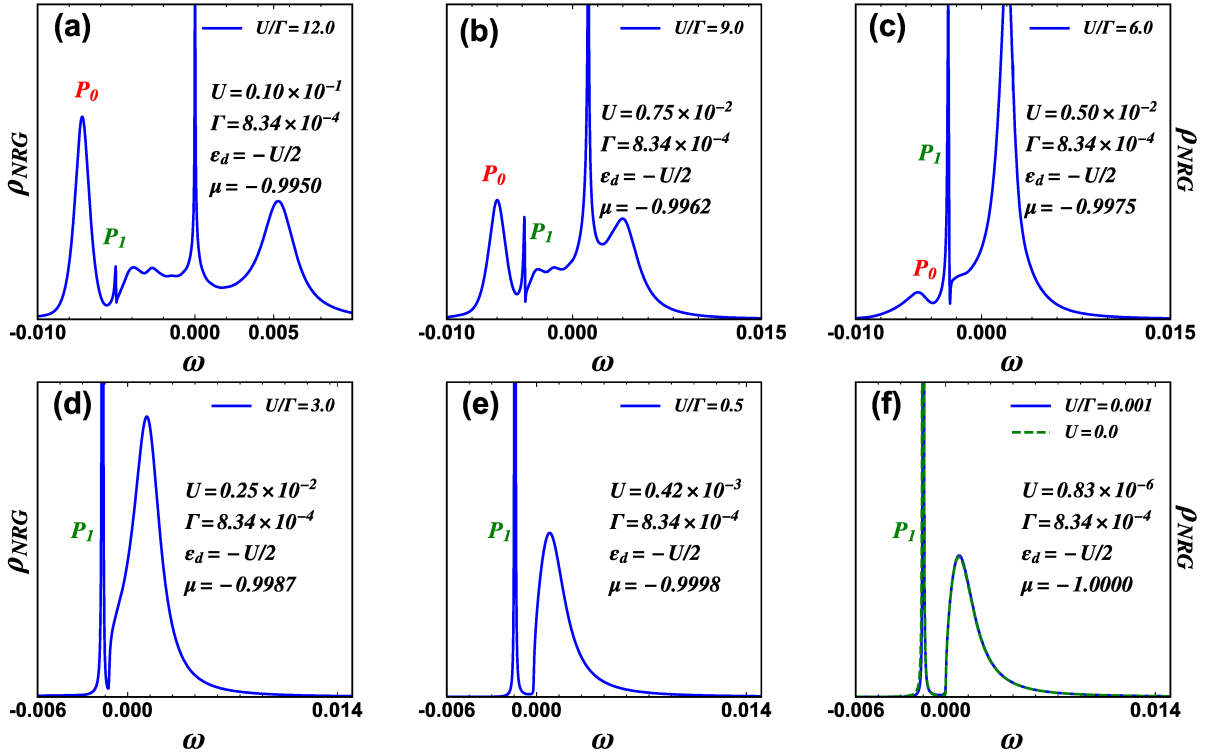 (a)
U/Γ=12.0
P0
U=0.10×10⁻¹
Γ=8.34×10⁻⁴
εd=−U/2
μ=−0.9950
P1
ρNRG
-0.010 0.000 0.005
ω
(b)
U/Γ=9.0
U=0.75×10⁻²
Γ=8.34×10⁻⁴
P0
εd=−U/2
μ=−0.9962
P1
-0.010 0.000 0.015
ω
(c)
U/Γ=6.0
U=0.50×10⁻²
P1
Γ=8.34×10⁻⁴
εd=−U/2
μ=−0.9975
P0
ρNRG
-0.010 0.000 0.015
ω
(d)
U/Γ=3.0
U=0.25×10⁻²
Γ=8.34×10⁻⁴
P1
εd=−U/2
μ=−0.9987
ρNRG
-0.006 0.000 0.014
ω
(e)
U/Γ=0.5
U=0.42×10⁻³
Γ=8.34×10⁻⁴
P1
εd=−U/2
μ=−0.9998
-0.006 0.000 0.014
ω
(f)
U/Γ=0.001
U=0.0
U=0.83×10⁻⁶
Γ=8.34×10⁻⁴
P1
εd=−U/2
μ=−1.0000
ρNRG
-0.006 0.000 0.014
ω